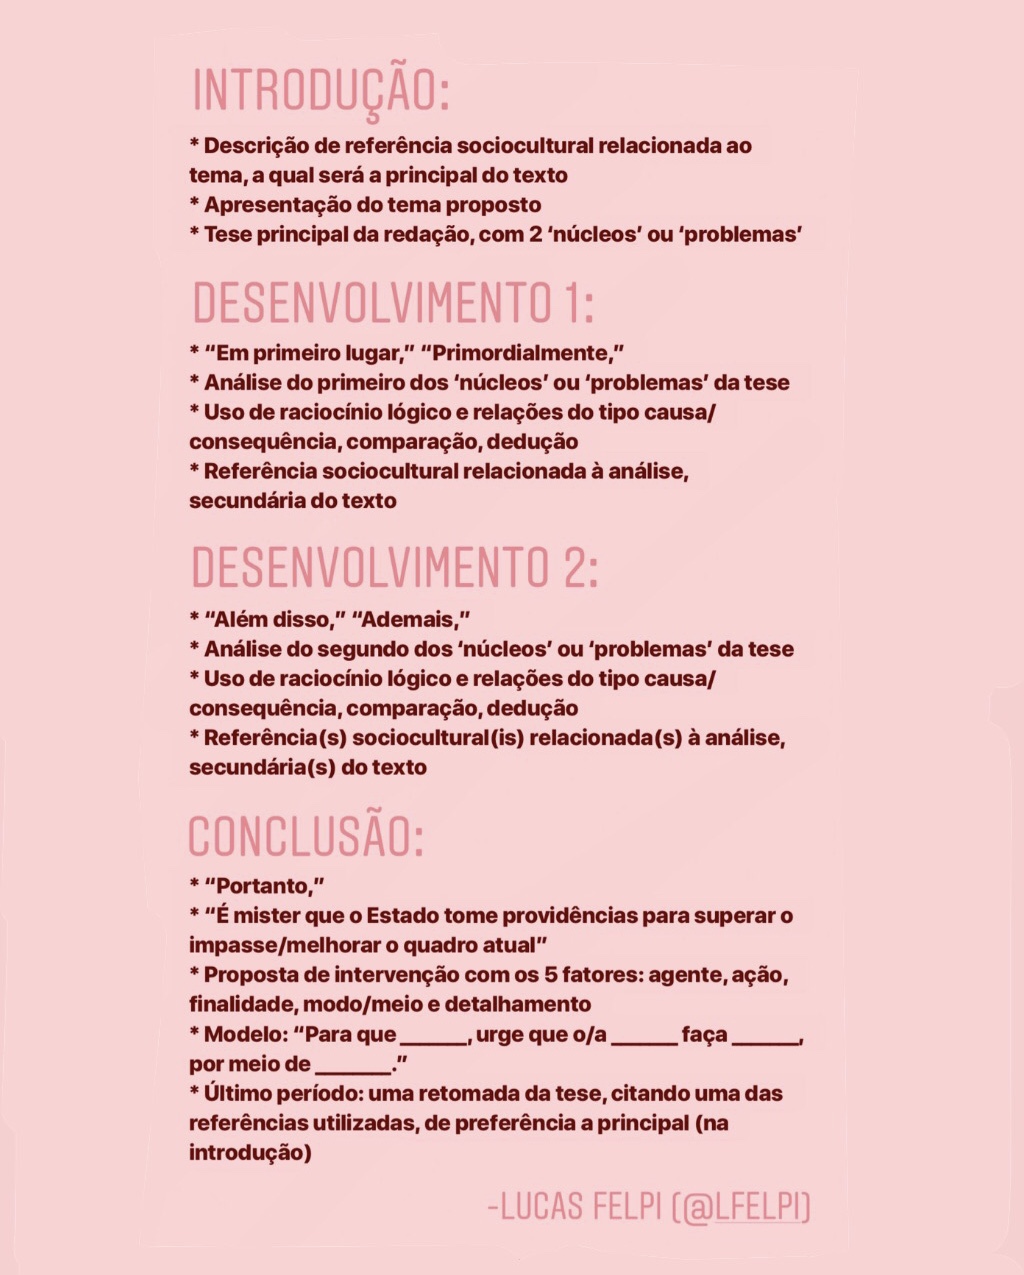 INTRODUÇÃO:
* Descrição de referência sociocultural relacionada ao
tema, a qual será a principal do texto
* Apresentação do tema proposto
* Tese principal da redação, com 2 ‘núcleos’ ou ‘problemas’
DESENVOLVIMENTO 1:
* “Em primeiro lugar,” “Primordialmente,”
* Análise do primeiro dos ‘núcleos’ ou ‘problemas’ da tese
* Uso de raciocínio lógico e relações do tipo causa/
consequência, comparação, dedução
* Referência sociocultural relacionada à análise,
secundária do texto
DESENVOLVIMENTO 2:
* “Além disso,” “Ademais,”
* Análise do segundo dos ‘núcleos’ ou ‘problemas’ da tese
* Uso de raciocínio lógico e relações do tipo causa/
consequência, comparação, dedução
* Referência(s) sociocultural(is) relacionada(s) à análise,
secundária(s) do texto
CONCLUSÃO:
* “Portanto,”
* “É mister que o Estado tome providências para superar o
impasse/melhorar o quadro atual”
* Proposta de intervenção com os 5 fatores: agente, ação,
finalidade, modo/meio e detalhamento
* Modelo: “Para que ______, urge que o/a ______ faça ______,
por meio de _______.”
* Último período: uma retomada da tese, citando uma das
referências utilizadas, de preferência a principal (na
introdução)
-LUCAS FELPI (@LFELPI)